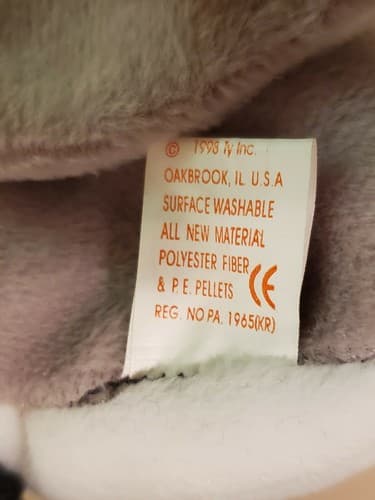 © 1998 Ty Inc.
OAKBROOK, IL U.S.A
SURFACE WASHABLE
ALL NEW MATERIAL
POLYESTER FIBER
& P.E. PELLETS CE
REG. NO PA. 1965(KR)